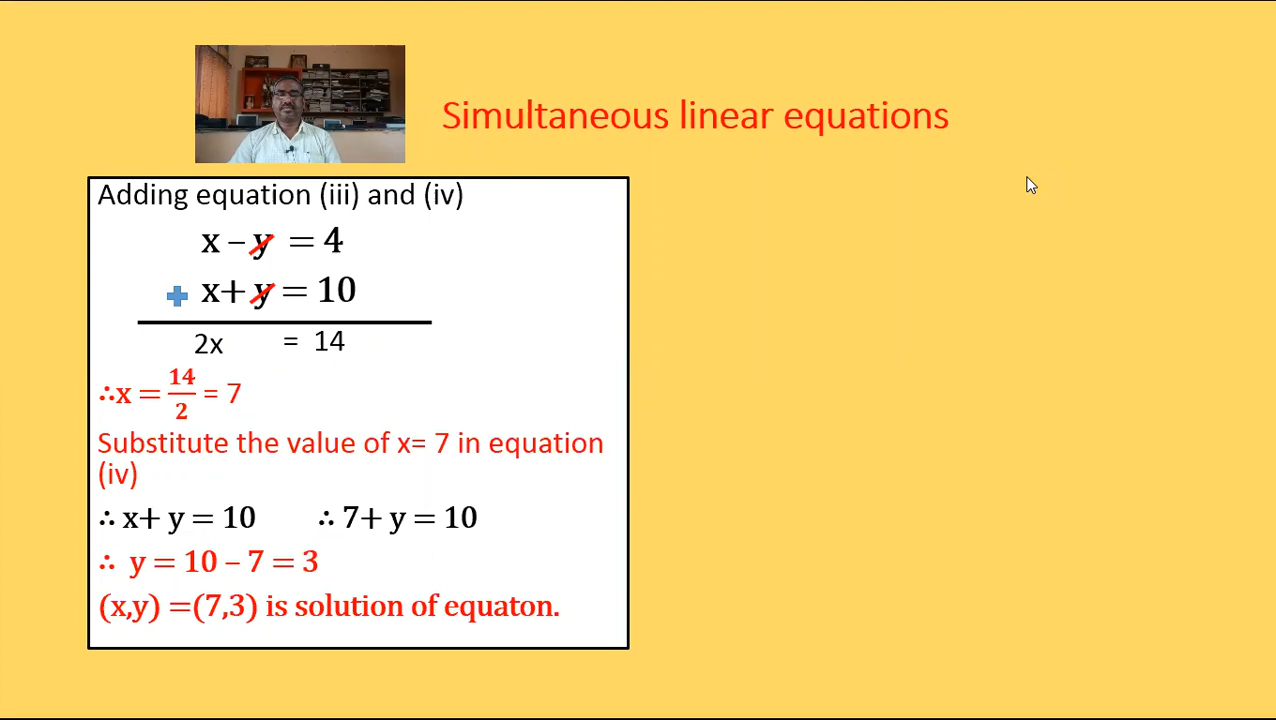 Simultaneous linear equations
Adding equation (iii) and (iv)
x – y = 4
+ x+ y = 10
2x = 14
∴x = 14/2 = 7
Substitute the value of x= 7 in equation
(iv)
∴ x+ y = 10 ∴ 7+ y = 10
∴ y = 10 – 7 = 3
(x,y) =(7,3) is solution of equaton.